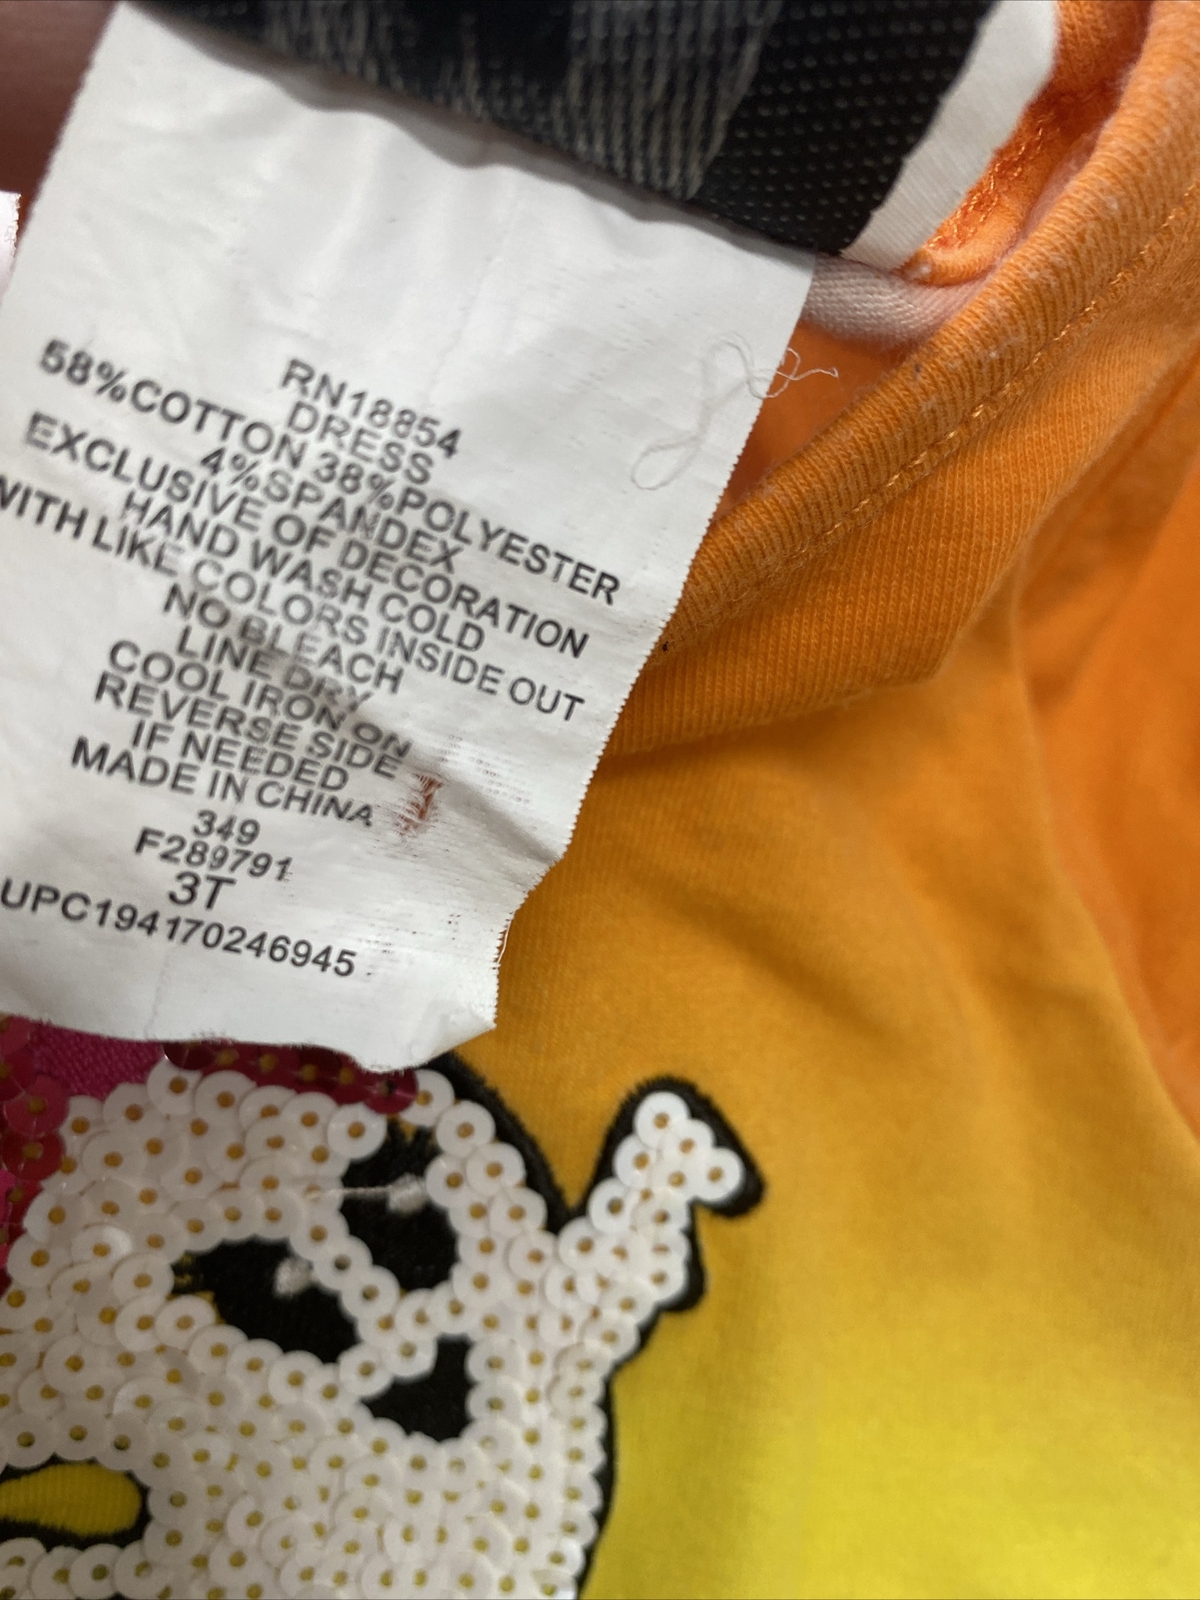 RN18854
DRESS
58%COTTON 38%POLYESTER
4%SPANDEX
EXCLUSIVE OF DECORATION
HAND WASH COLD
WITH LIKE COLORS INSIDE OUT
NO BLEACH
LINE DRY
COOL IRON ON
REVERSE SIDE
IF NEEDED
MADE IN CHINA
349
F289791
3T
UPC194170246945